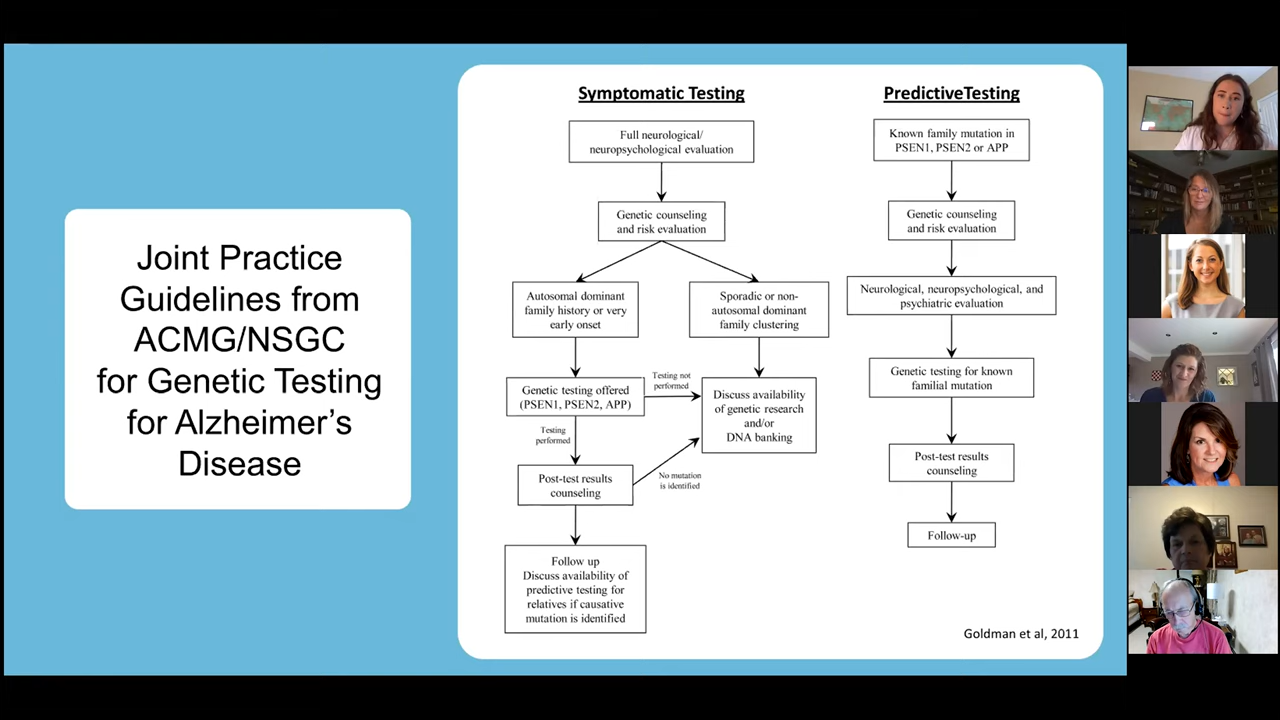 Joint Practice
Guidelines from
ACMG/NSGC
for Genetic Testing
for Alzheimer’s
Disease
Symptomatic Testing
Full neurological/
neuropsychological evaluation
Genetic counseling
and risk evaluation
Autosomal dominant
family history or very
early onset
Sporadic or non-
autosomal dominant
family clustering
Genetic testing offered
(PSEN1, PSEN2, APP)
Testing not
performed
Discuss availability
of genetic research
and/or
DNA banking
Testing
performed
Post-test results
counseling
No mutation
is identified
Follow up
Discuss availability of
predictive testing for
relatives if causative
mutation is identified
PredictiveTesting
Known family mutation in
PSEN1, PSEN2 or APP
Genetic counseling
and risk evaluation
Neurological, neuropsychological, and
psychiatric evaluation
Genetic testing for known
familial mutation
Post-test results
counseling
Follow-up
Goldman et al, 2011